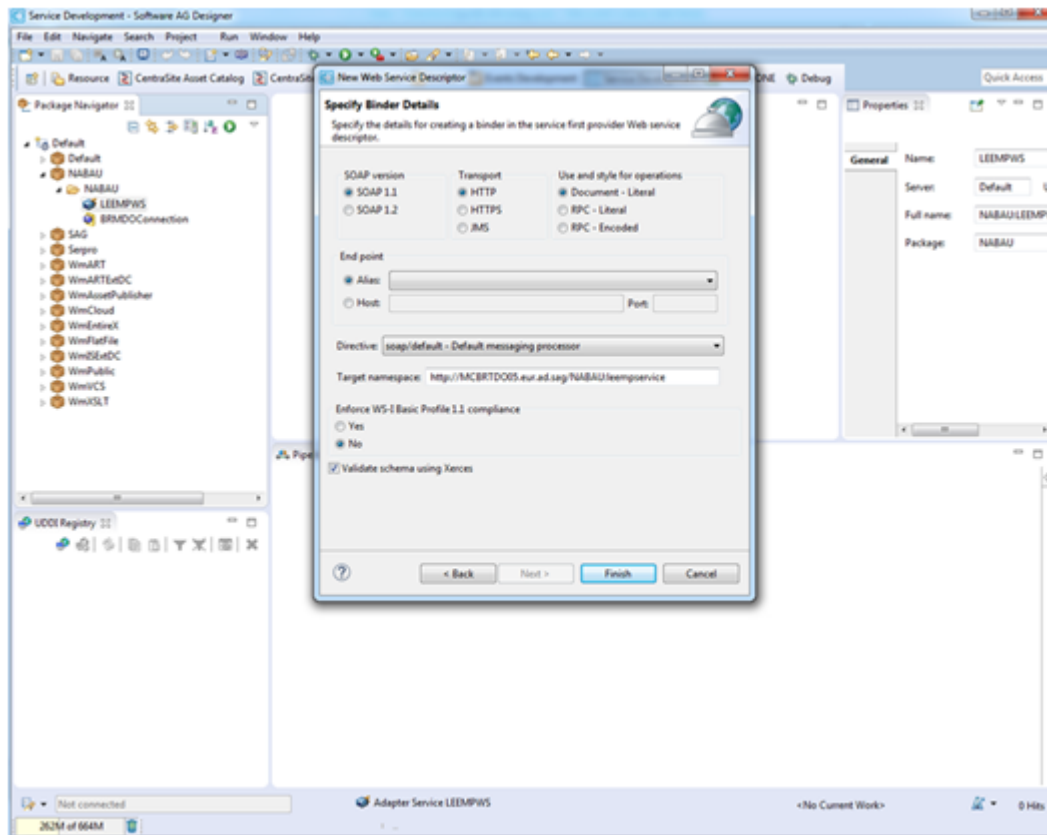 Service Development - Software AG Designer
File Edit Navigate Search Project Run Window Help
Resource CentraSite Asset Catalog Debug
Quick Access
Package Navigator
Default
Default
NABAU
NABAU
LEEMPWS
BRMDOConnection
SAG
Serpro
WmART
WmARTExtDC
WmAssetPublisher
WmCloud
WmEntireX
WmFlatFile
WmISExtDC
WmPublic
WmVCS
WmXSLT
UDDI Registry
New Web Service Descriptor
Specify Binder Details
Specify the details for creating a binder in the service first provider Web service
descriptor.
SOAP version Transport Use and style for operations
SOAP 1.1 HTTP Document - Literal
SOAP 1.2 HTTPS RPC - Literal
JMS RPC - Encoded
End point
Alias:
Host: Port:
Directive: soap/default - Default messaging processor
Target namespace: http://MCBRTDO05.eur.ad.sag/NABAU:leempservice
Enforce WS-I Basic Profile 1.1 compliance
Yes
No
Validate schema using Xerces
< Back Next > Finish Cancel
Properties
General Name: LEEMPWS
Server: Default
Full name: NABAU:LEEMP
Package: NABAU
Not connected
Adapter Service LEEMPWS
<No Current Work>
0 Hits
262M of 664M